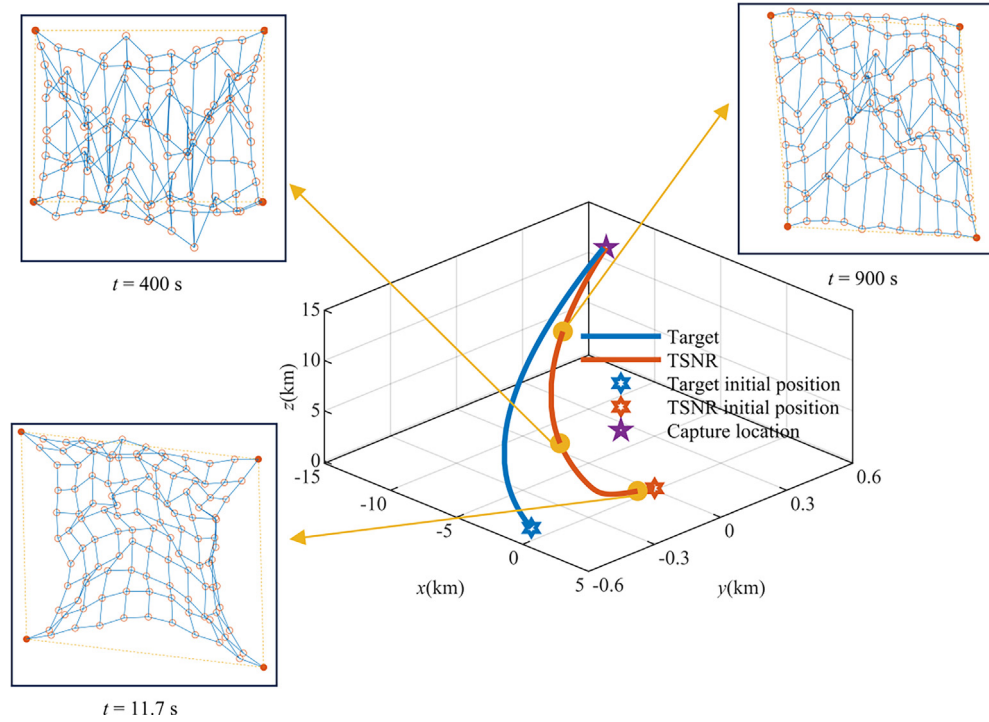 t = 400 s
t = 900 s
15
10
5
0
z(km)
-15
-10
-5
0
5
x(km)
-0.6
-0.3
0
0.3
0.6
y(km)
Target
TSNR
Target initial position
TSNR initial position
Capture location
t = 11.7 s